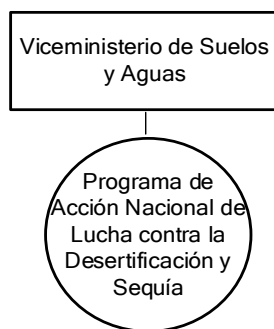 Viceministerio de Suelos
y Aguas
Programa de
Acción Nacional de
Lucha contra la
Desertificación y
Sequía